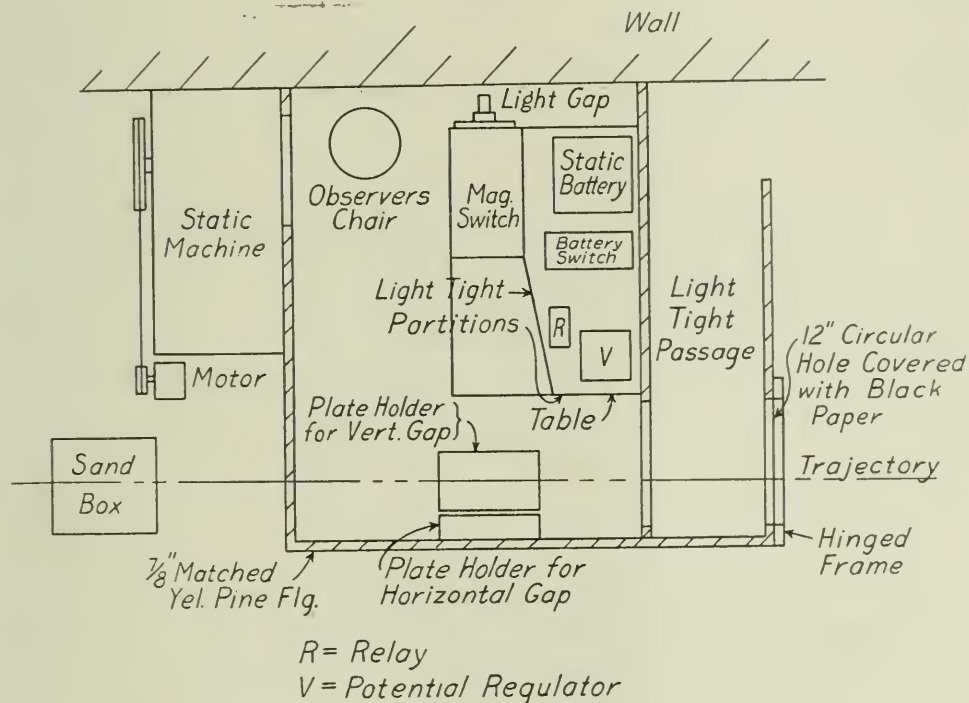 Wall
Light Gap
Static
Battery
Observers
Chair
Mag.
Switch
Static
Machine
Battery
Switch
Light Tight
Partitions
R
V
Light
Tight
Passage
12" Circular
Hole Covered
with Black
Paper
Motor
Plate Holder
for Vert. Gap
Table
Sand
Box
Trajectory
Hinged
Frame
7/8" Matched
Yel. Pine Flg.
Plate Holder for
Horizontal Gap
R = Relay
V = Potential Regulator